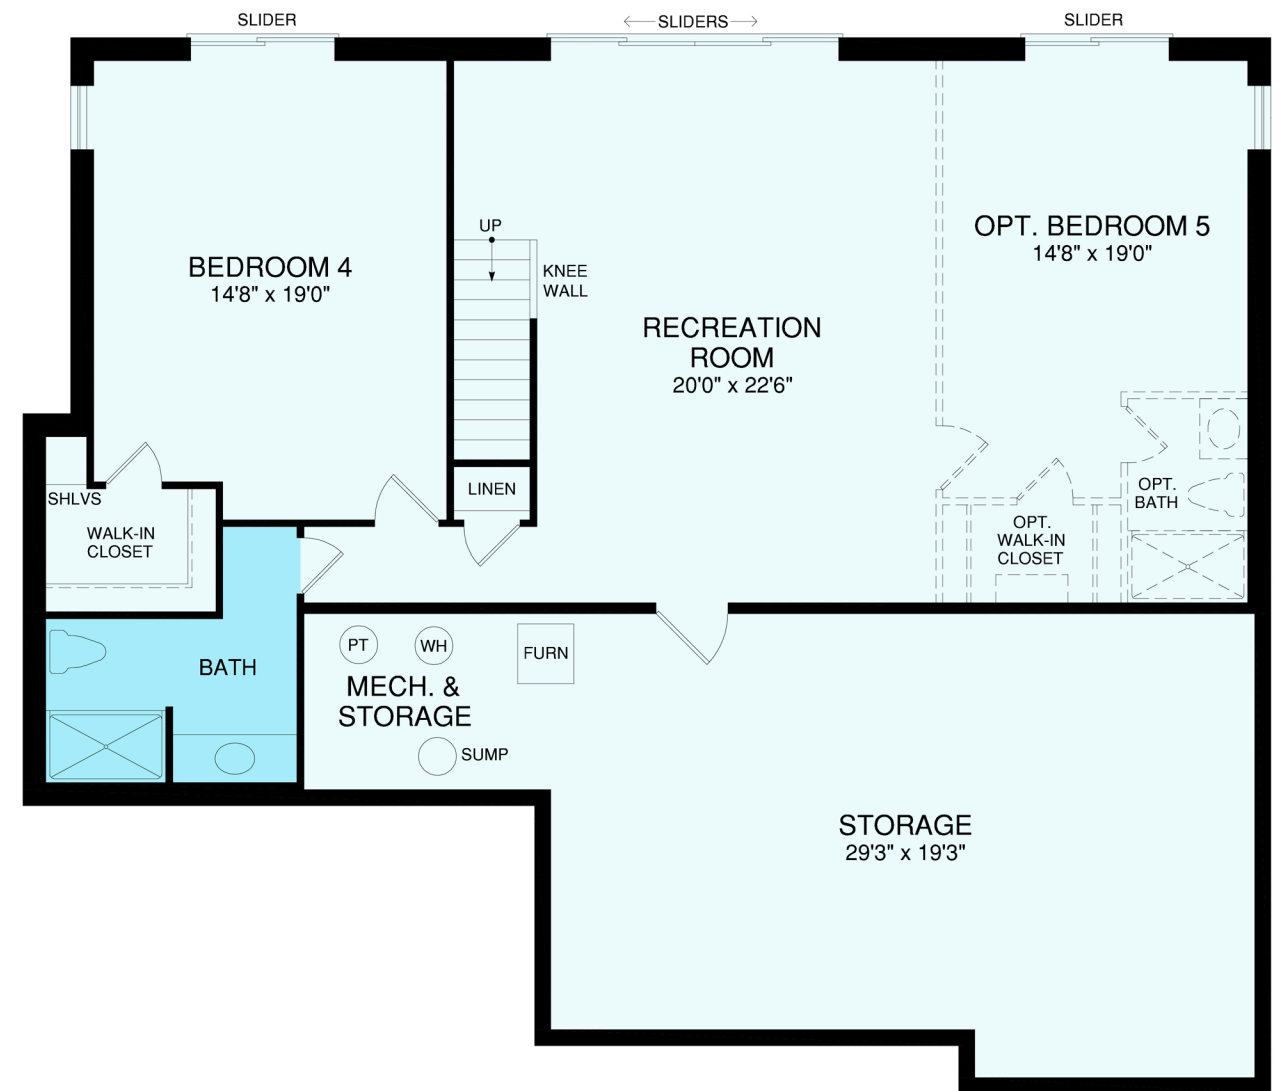 SLIDER
SLIDERS
SLIDER
UP
KNEE
WALL
BEDROOM 4
14'8" x 19'0"
RECREATION
ROOM
20'0" x 22'6"
OPT. BEDROOM 5
14'8" x 19'0"
SHLVS
WALK-IN
CLOSET
LINEN
OPT.
WALK-IN
CLOSET
OPT.
BATH
BATH
PT
WH
FURN
MECH. &
STORAGE
SUMP
STORAGE
29'3" x 19'3"